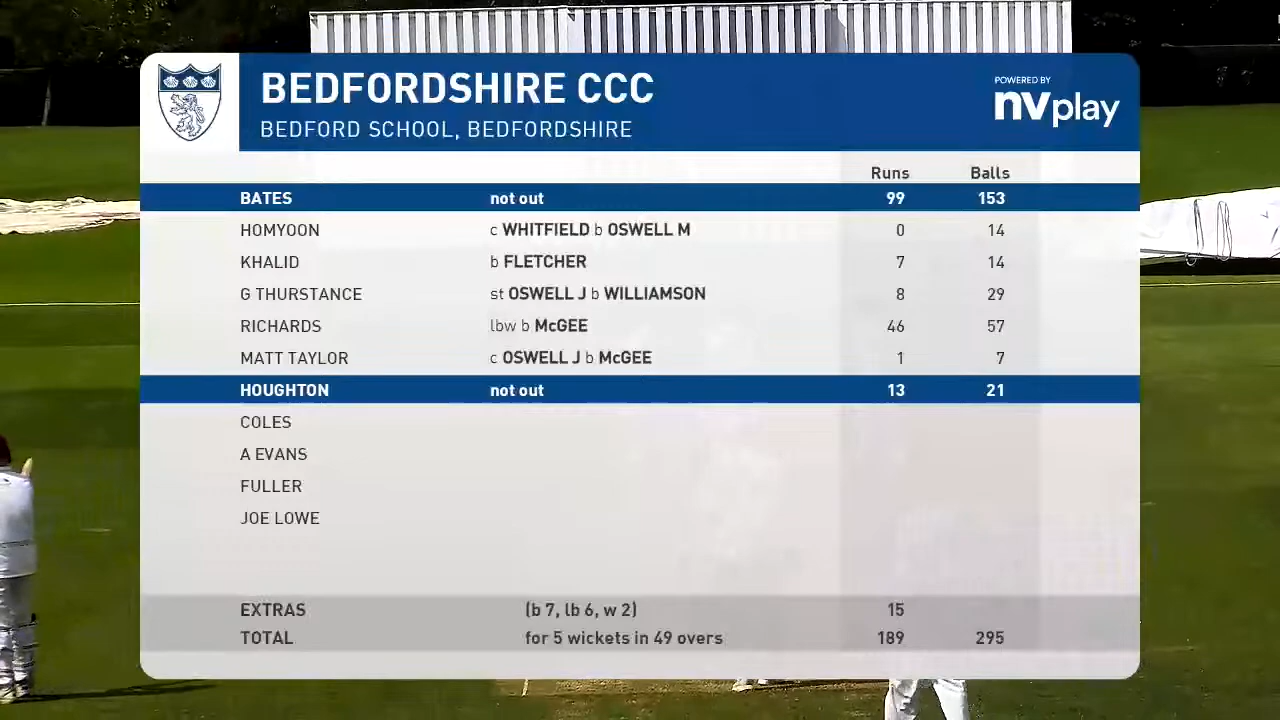 BEDFORDSHIRE CCC
BEDFORD SCHOOL, BEDFORDSHIRE
POWERED BY
nvplay
Runs Balls
BATES not out 99 153
HOMYOON c WHITFIELD b OSWELL M 0 14
KHALID b FLETCHER 7 14
G THURSTANCE st OSWELL J b WILLIAMSON 8 29
RICHARDS lbw b McGEE 46 57
MATT TAYLOR c OSWELL J b McGEE 1 7
HOUGHTON not out 13 21
COLES
A EVANS
FULLER
JOE LOWE
EXTRAS (b 7, lb 6, w 2) 15
TOTAL for 5 wickets in 49 overs 189 295